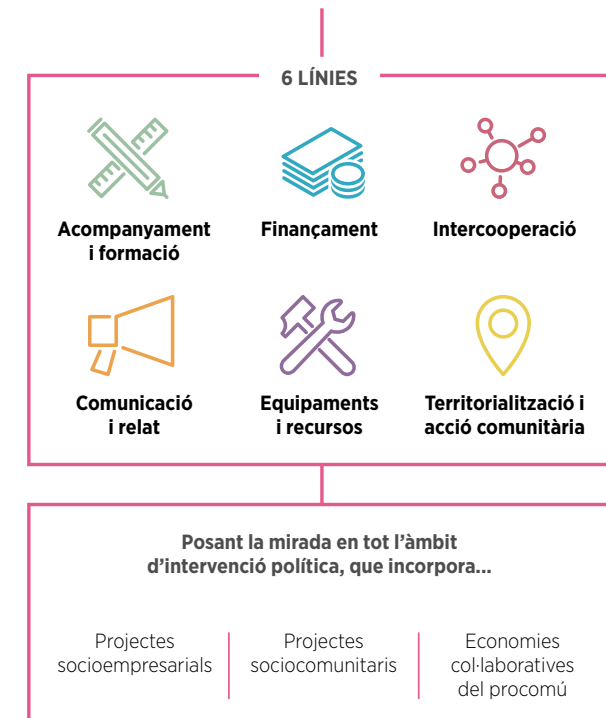 6 LÍNIES
Acompanyament
i formació
Finançament
Intercooperació
Comunicació
i relat
Equipaments
i recursos
Territorialització i
acció comunitària
Posant la mirada en tot l’àmbit
d’intervenció política, que incorpora...
Projectes
socioempresarials
Projectes
sociocomunitaris
Economies
col·laboratives
del procomú